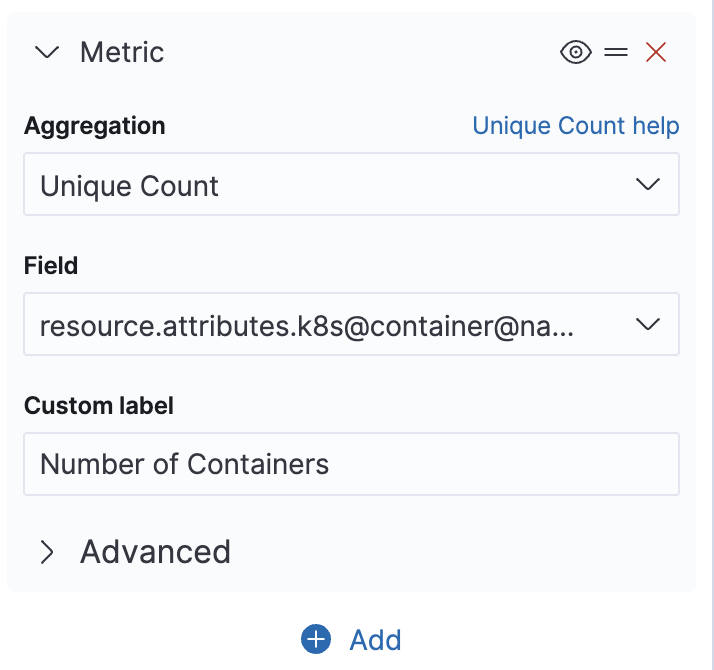 Metric
Aggregation
Unique Count help
Unique Count
Field
resource.attributes.k8s@container@na...
Custom label
Number of Containers
Advanced
Add